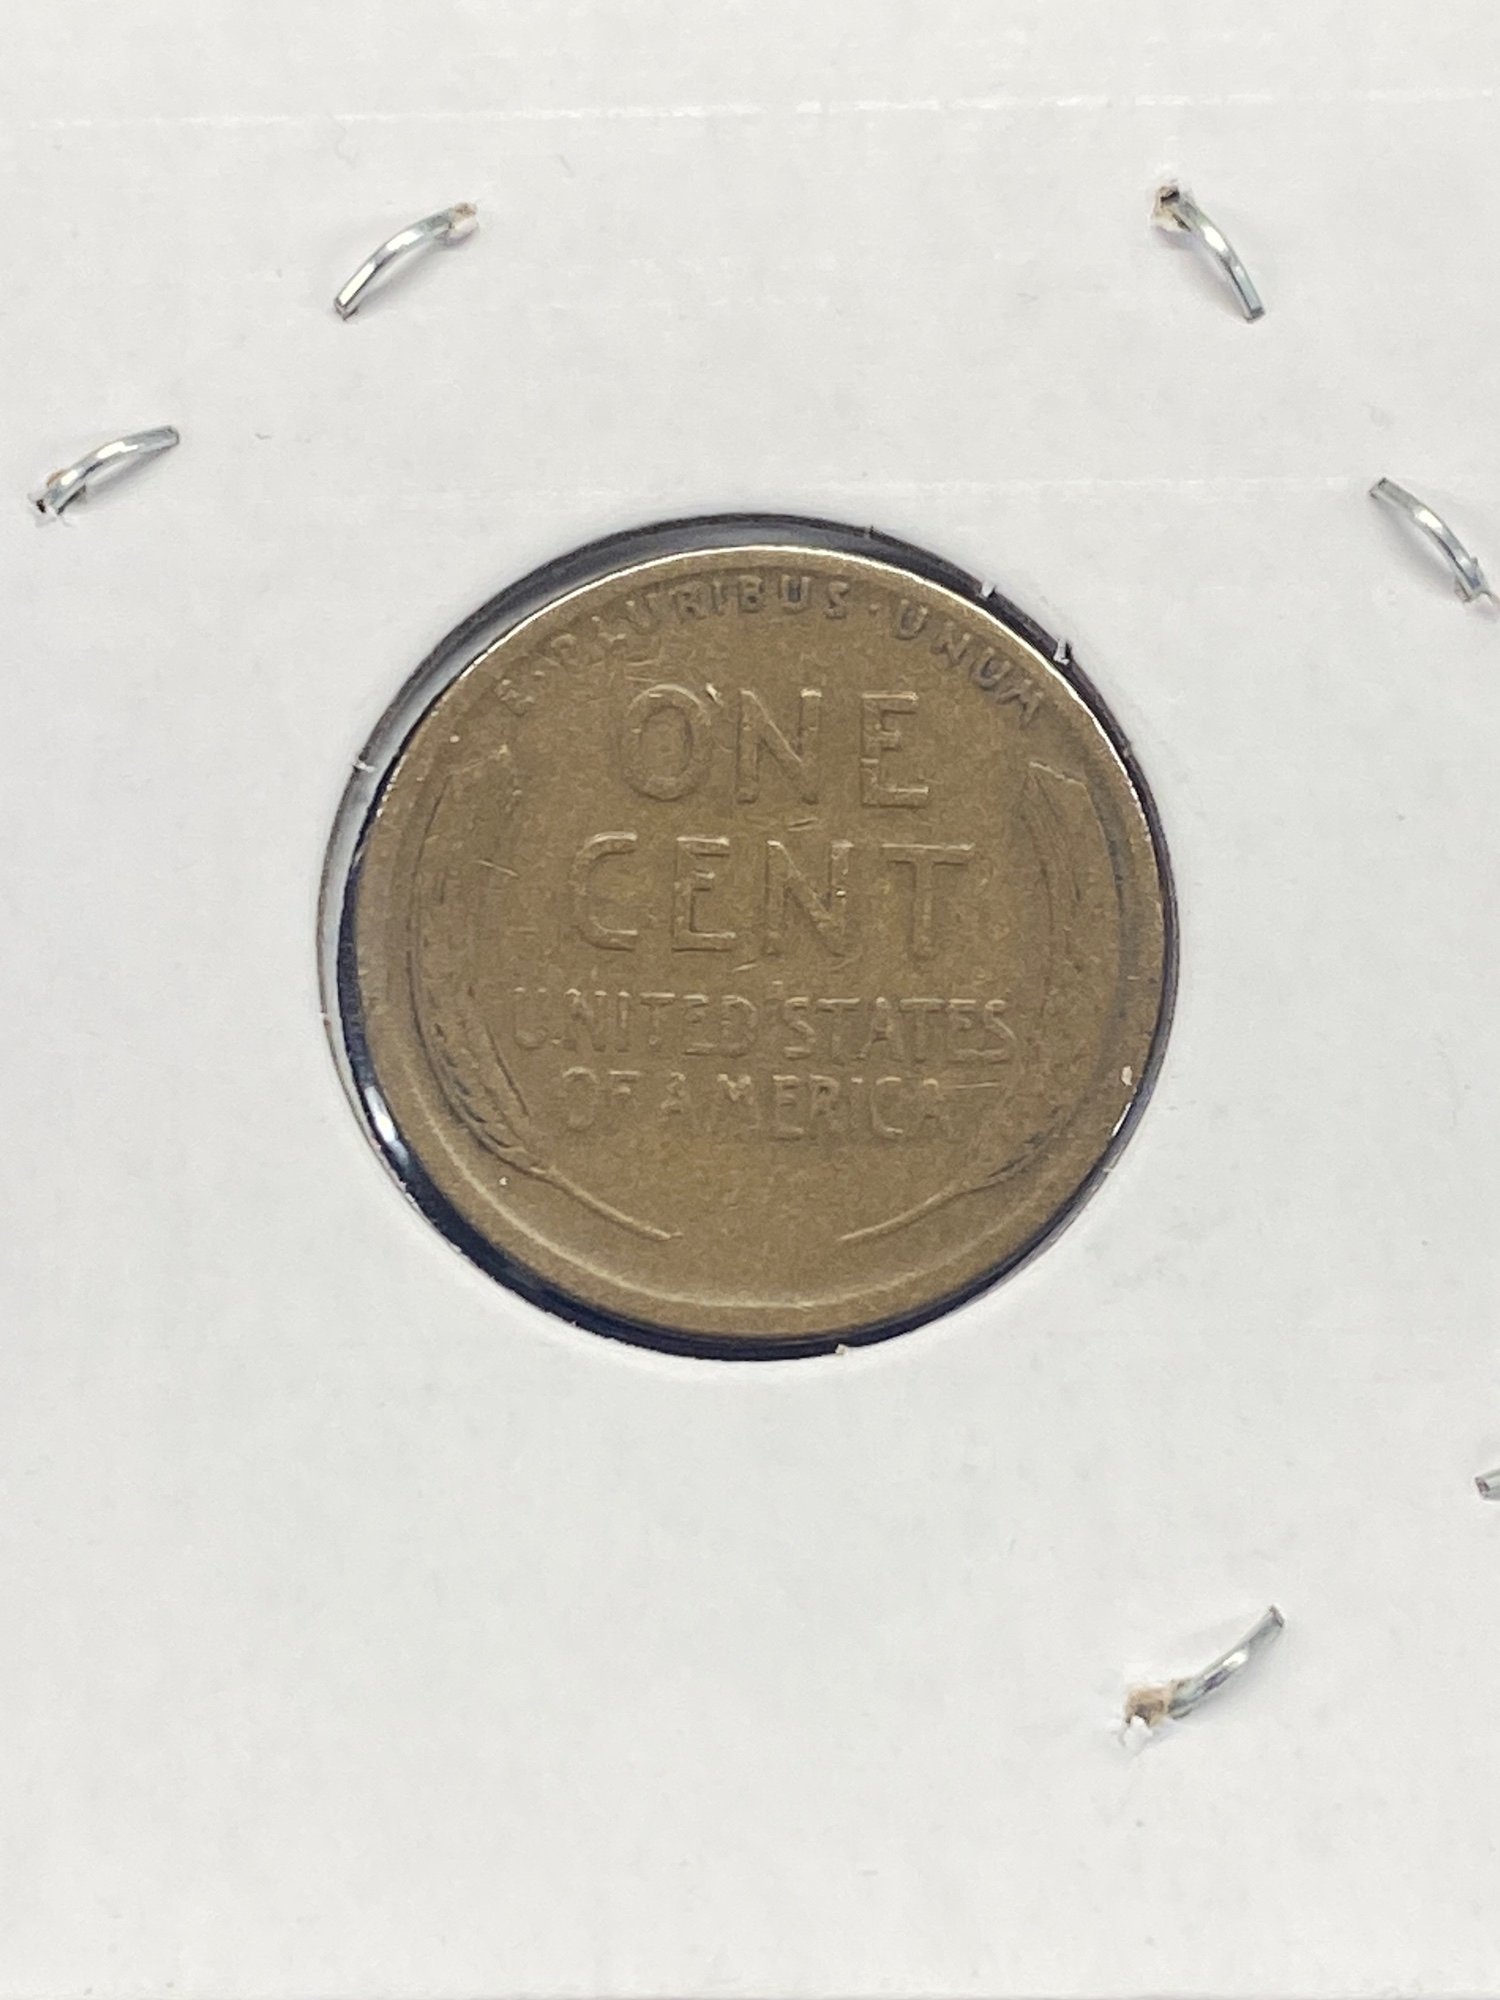 E·PLURIBUS·UNUM
ONE
CENT
UNITED STATES
OF AMERICA